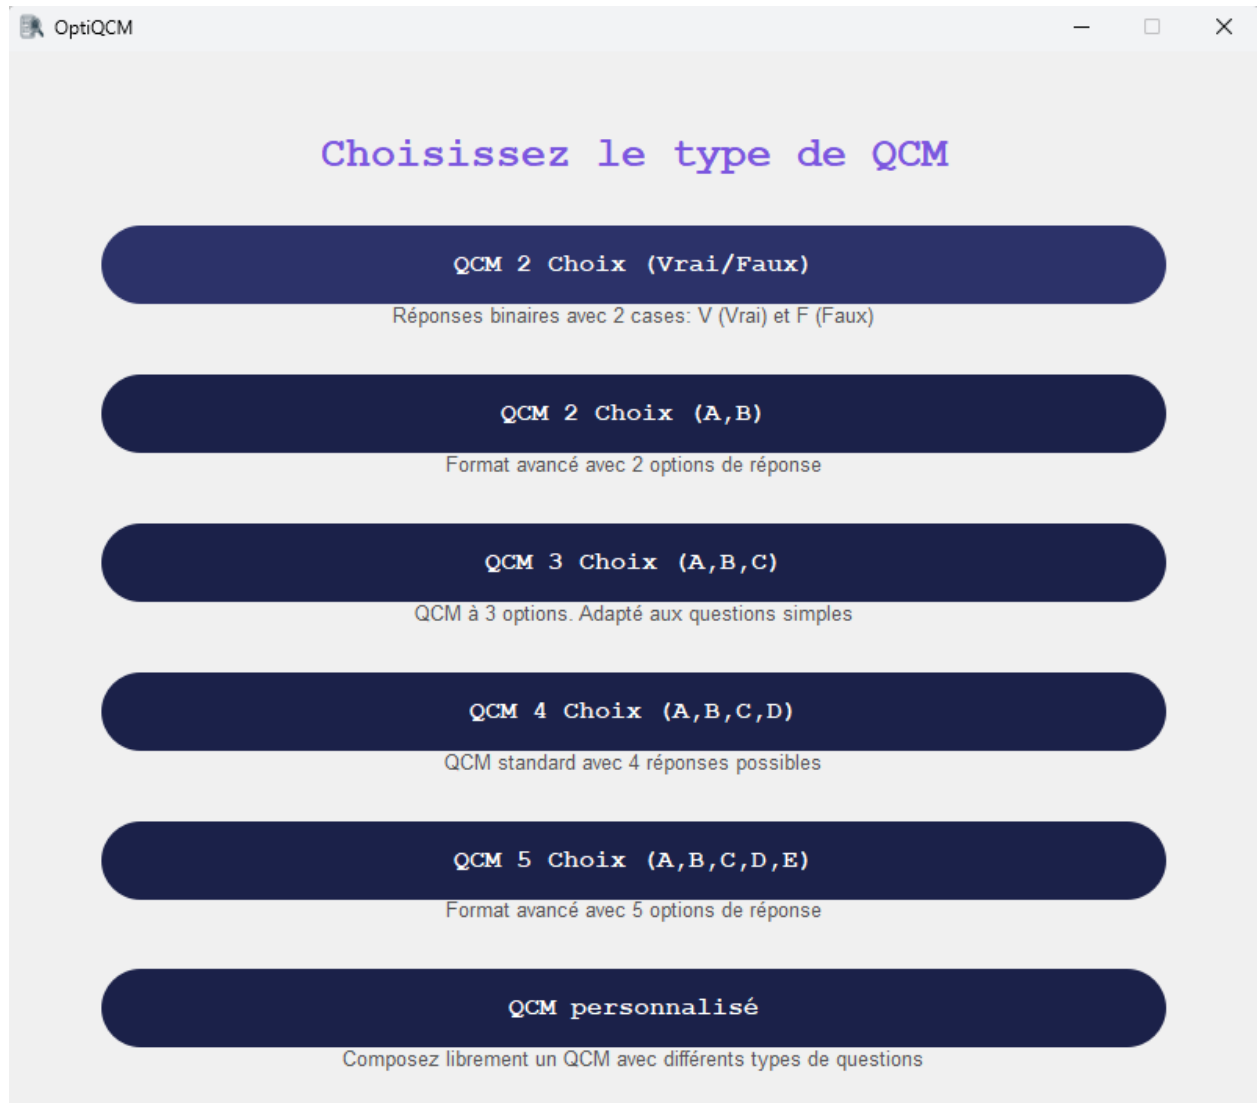 OptiQCM
Choisissez le type de QCM
QCM 2 Choix (Vrai/Faux)
Réponses binaires avec 2 cases: V (Vrai) et F (Faux)
QCM 2 Choix (A,B)
Format avancé avec 2 options de réponse
QCM 3 Choix (A,B,C)
QCM à 3 options. Adapté aux questions simples
QCM 4 Choix (A,B,C,D)
QCM standard avec 4 réponses possibles
QCM 5 Choix (A,B,C,D,E)
Format avancé avec 5 options de réponse
QCM personnalisé
Composez librement un QCM avec différents types de questions